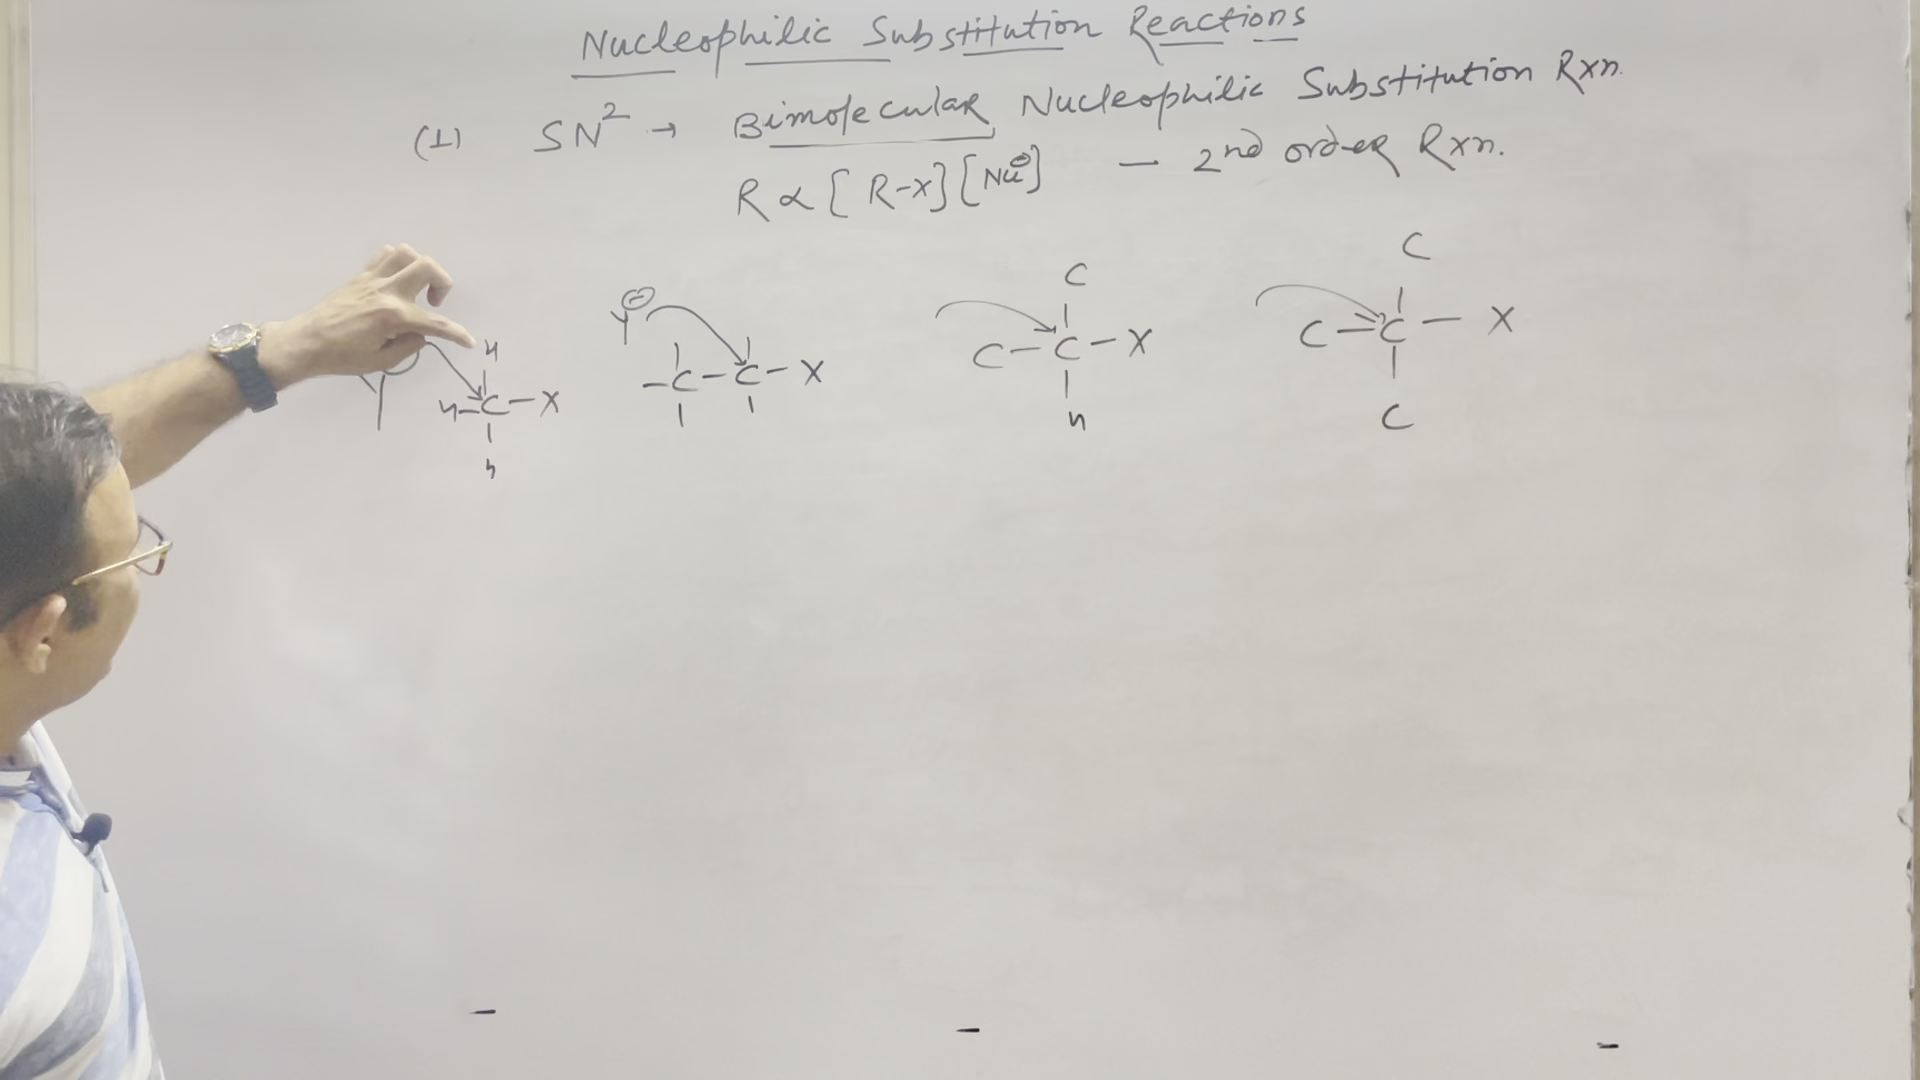 Nucleophilic Substitution Reactions
(1) SN² → Bimolecular Nucleophilic Substitution Rxn.
R ∝ [R-X][Nu⊖] — 2nd order Rxn.
Y H H-C-X H
Y⊖ -C-C-X
C C-C-X H
C C-C-X C